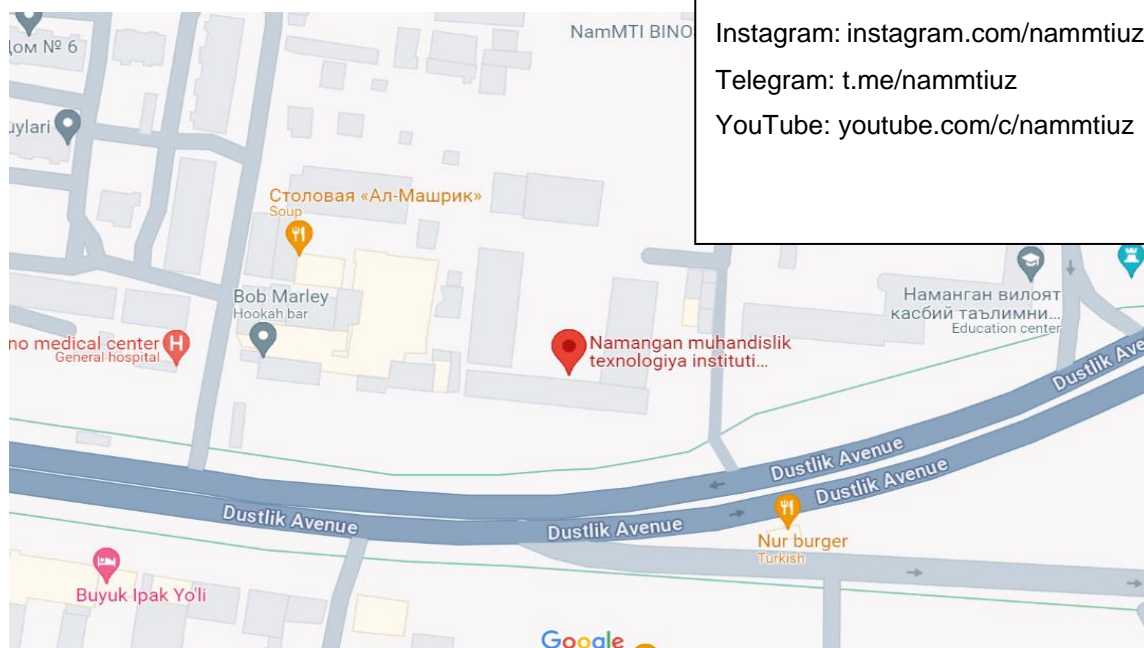 NamMTI BINO
Instagram: instagram.com/nammtiuz
Telegram: t.me/nammtiuz
YouTube: youtube.com/c/nammtiuz
Дом № 6
uylari
Столовая «Ал-Машрик»
Soup
Bob Marley
Hookah bar
no medical center
General hospital
H
Namangan muhandislik
texnologiya instituti...
Наманган вилоят
касбий таълимни...
Education center
Dustlik Ave
Dustlik Avenue
Dustlik Avenue
Dustlik Avenue
Dustlik Avenue
Nur burger
Turkish
Buyuk Ipak Yo'li
Google